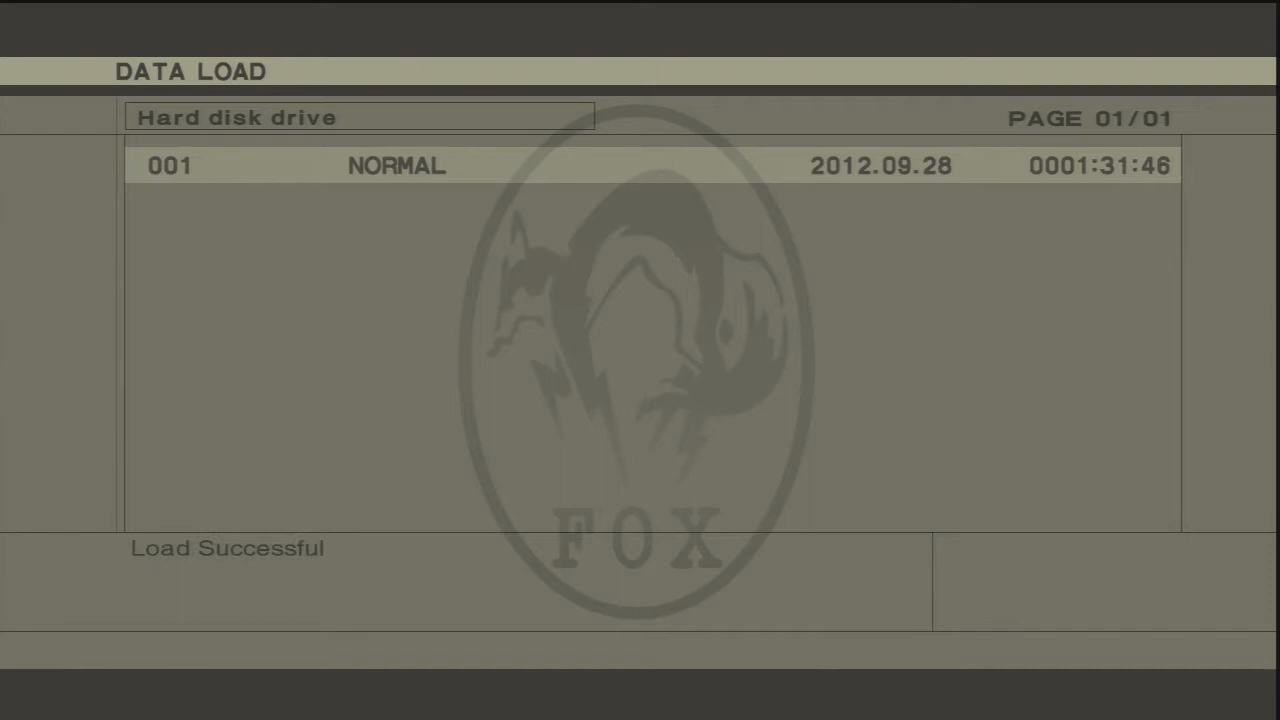 DATA LOAD
Hard disk drive PAGE 01/01
001 NORMAL 2012.09.28 0001:31:46
FOX
Load Successful